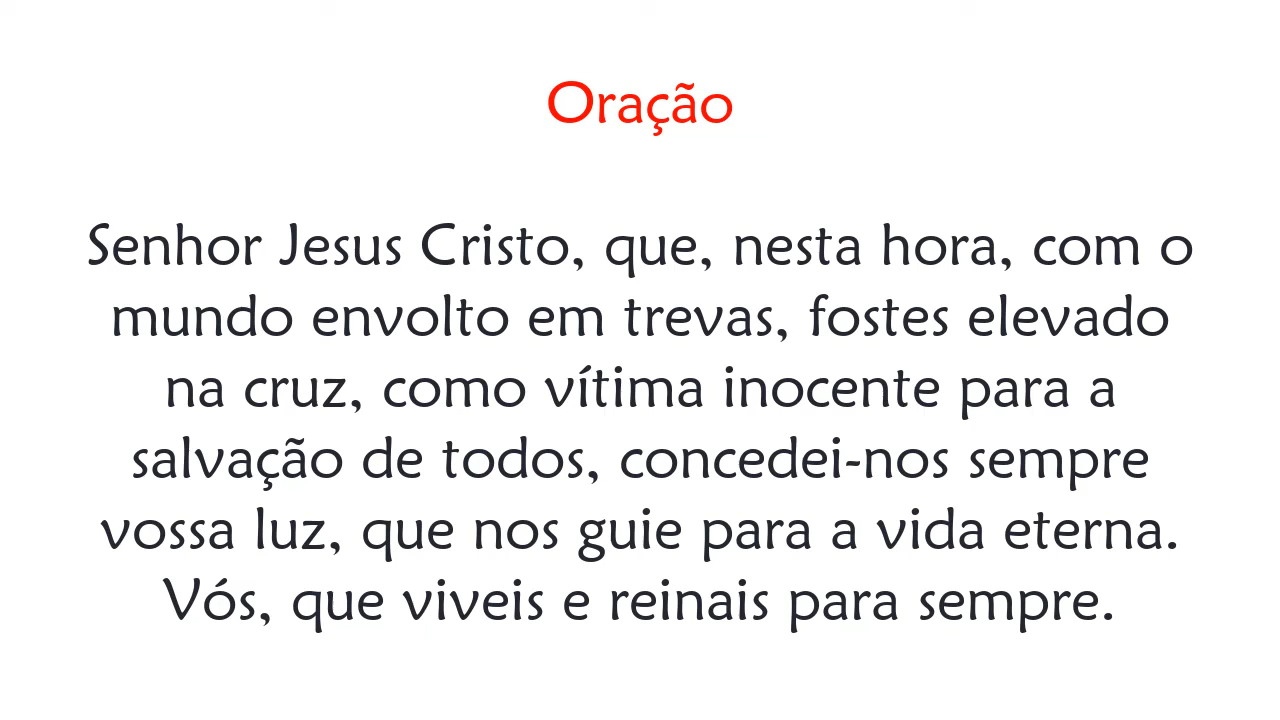 Oração
Senhor Jesus Cristo, que, nesta hora, com o
mundo envolto em trevas, fostes elevado
na cruz, como vítima inocente para a
salvação de todos, concedei-nos sempre
vossa luz, que nos guie para a vida eterna.
Vós, que viveis e reinais para sempre.